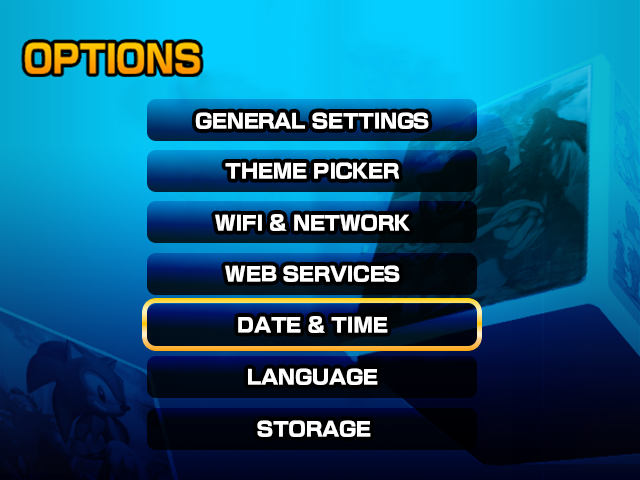 OPTIONS
GENERAL SETTINGS
THEME PICKER
WIFI & NETWORK
WEB SERVICES
DATE & TIME
LANGUAGE
STORAGE